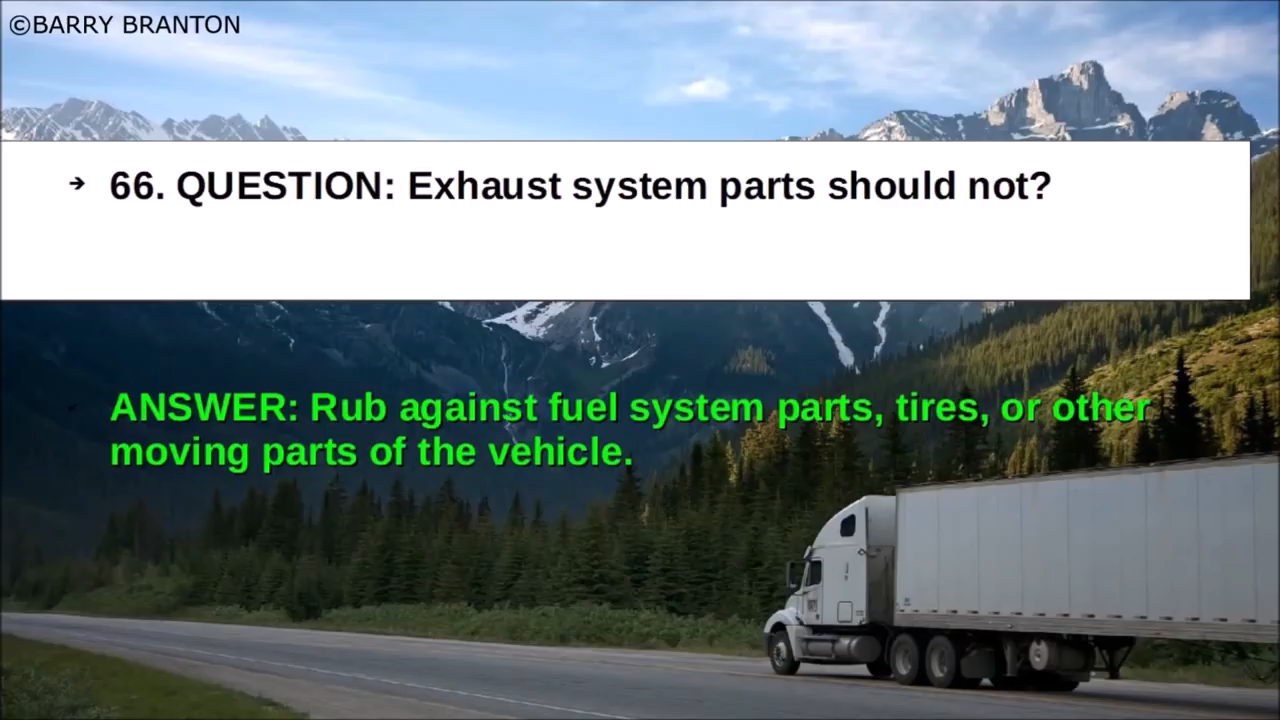 ©BARRY BRANTON
➔ 66. QUESTION: Exhaust system parts should not?
ANSWER: Rub against fuel system parts, tires, or other
moving parts of the vehicle.